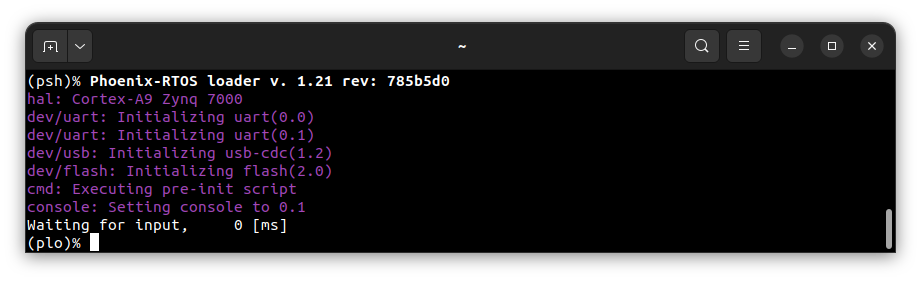 ~
(psh)% Phoenix-RTOS loader v. 1.21 rev: 785b5d0
hal: Cortex-A9 Zynq 7000
dev/uart: Initializing uart(0.0)
dev/uart: Initializing uart(0.1)
dev/usb: Initializing usb-cdc(1.2)
dev/flash: Initializing flash(2.0)
cmd: Executing pre-init script
console: Setting console to 0.1
Waiting for input,     0 [ms]
(plo)%